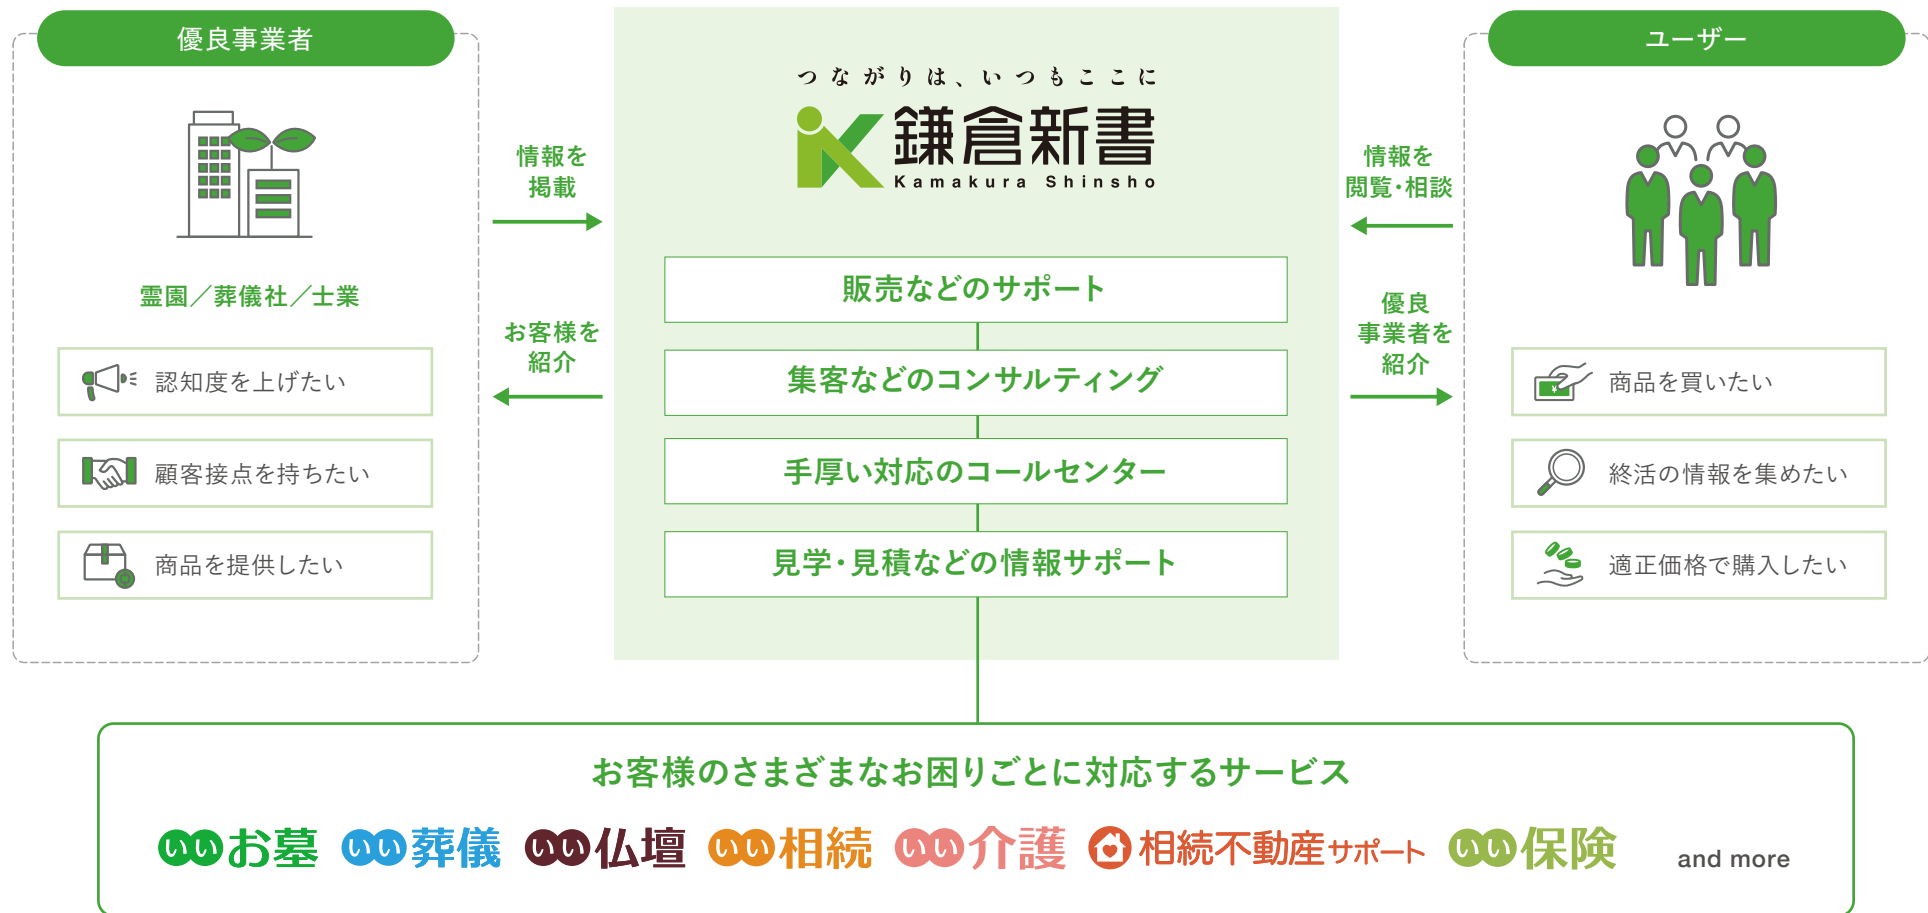 優良事業者
霊園／葬儀社／士業
認知度を上げたい
顧客接点を持ちたい
商品を提供したい
情報を
掲載
お客様を
紹介
つながりは、いつもここに
鎌倉新書
Kamakura Shinsho
販売などのサポート
集客などのコンサルティング
手厚い対応のコールセンター
見学・見積などの情報サポート
情報を
閲覧・相談
優良
事業者を
紹介
ユーザー
¥
商品を買いたい
終活の情報を集めたい
適正価格で購入したい
お客様のさまざまなお困りごとに対応するサービス
いいお墓 いい葬儀 いい仏壇 いい相続 いい介護 相続不動産サポート いい保険 and more